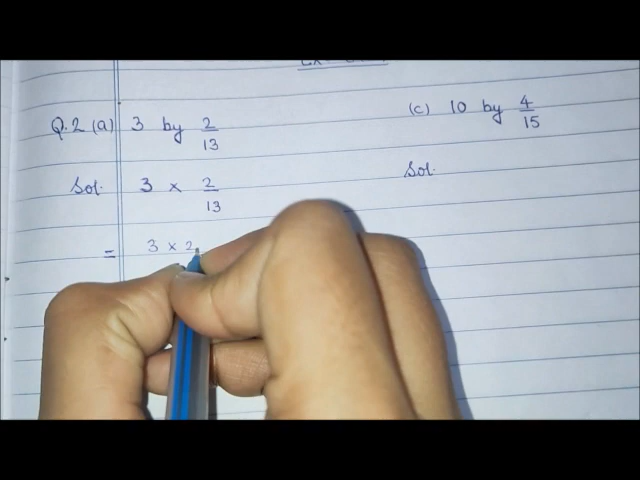 Q.2 (a) 3 by 2/13
Sol. 3 × 2/13
= 3 × 2
(c) 10 by 4/15
Sol.